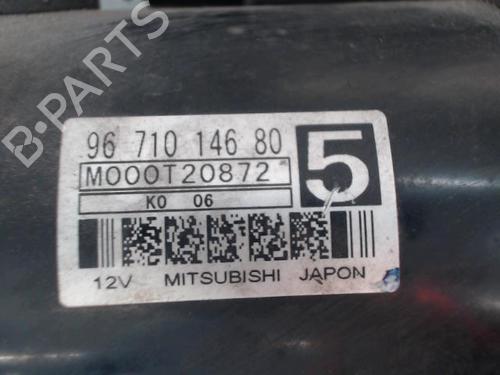 B-PARTS
96 710 146 80
5
M000T20872
K0 06
12V MITSUBISHI JAPON